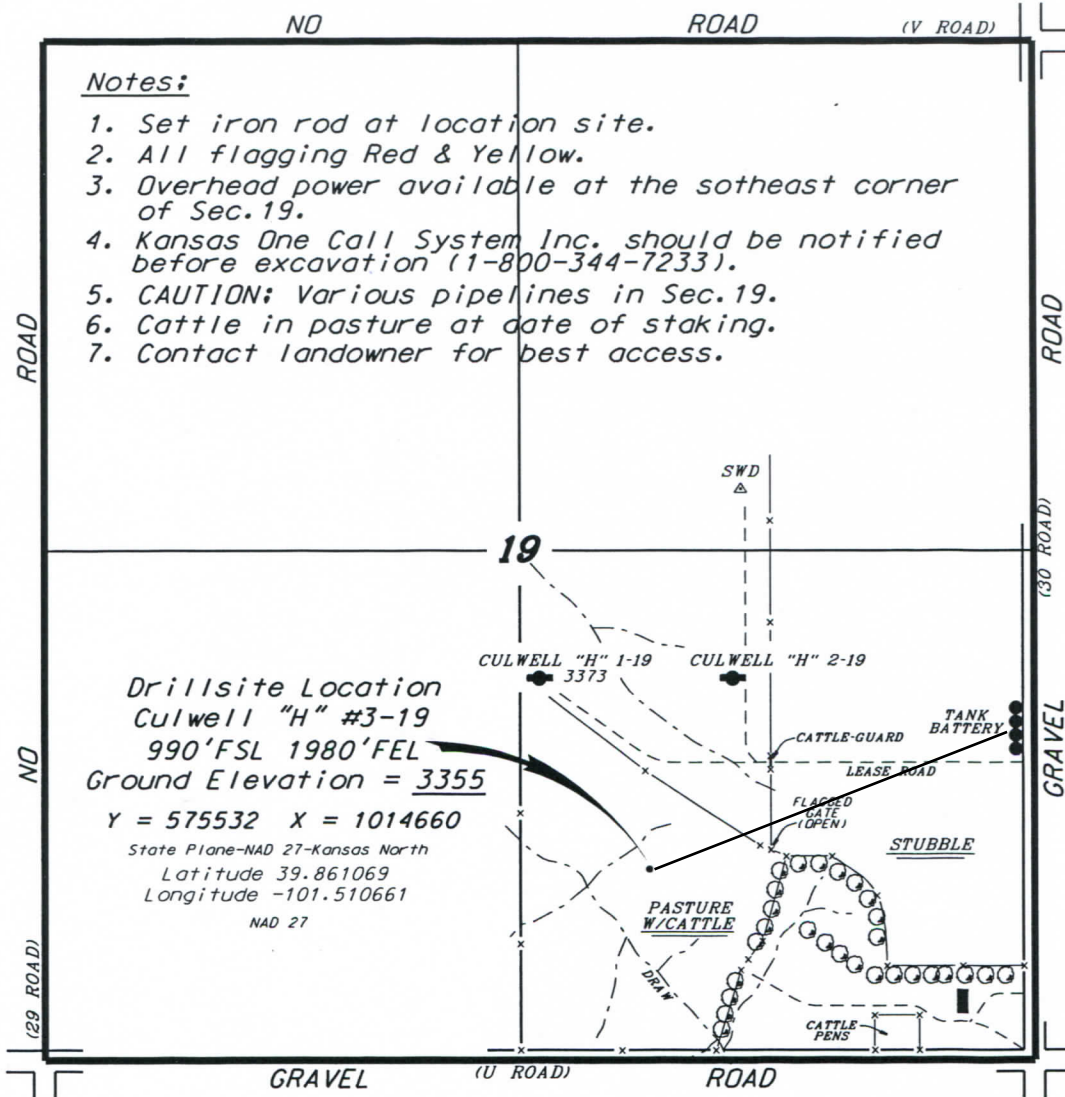 NO
ROAD
(V ROAD)
Notes:
1. Set iron rod at location site.
2. All flagging Red & Yellow.
3. Overhead power available at the sotheast corner
of Sec.19.
4. Kansas One Call System Inc. should be notified
before excavation (1-800-344-7233).
5. CAUTION: Various pipelines in Sec.19.
6. Cattle in pasture at date of staking.
7. Contact landowner for best access.
ROAD
ROAD
SWD
19
(30 ROAD)
CULWELL "H" 1-19
3373
CULWELL "H" 2-19
Drillsite Location
Culwell "H" #3-19
990'FSL 1980'FEL
Ground Elevation = 3355
Y = 575532 X = 1014660
State Plane-NAD 27-Kansas North
Latitude 39.861069
Longitude -101.510661
NAD 27
TANK
BATTERY
CATTLE-GUARD
LEASE ROAD
FLAGGED
GATE
(OPEN)
STUBBLE
NO
GRAVEL
PASTURE
W/CATTLE
DRAW
CATTLE
PENS
(29 ROAD)
GRAVEL
(U ROAD)
ROAD